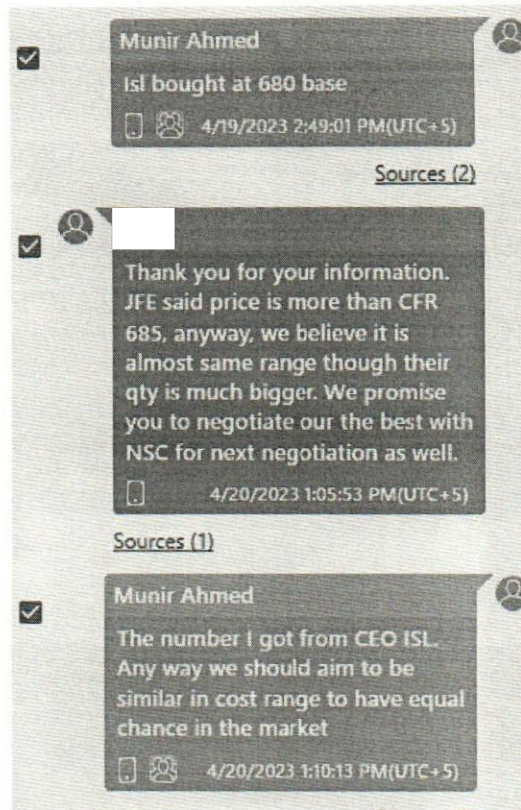 Munir Ahmed
Isl bought at 680 base
4/19/2023 2:49:01 PM(UTC+5)
Sources (2)
Thank you for your information.
JFE said price is more than CFR
685, anyway, we believe it is
almost same range though their
qty is much bigger. We promise
you to negotiate our the best with
NSC for next negotiation as well.
4/20/2023 1:05:53 PM(UTC+5)
Sources (1)
Munir Ahmed
The number I got from CEO ISL.
Any way we should aim to be
similar in cost range to have equal
chance in the market
4/20/2023 1:10:13 PM(UTC+5)